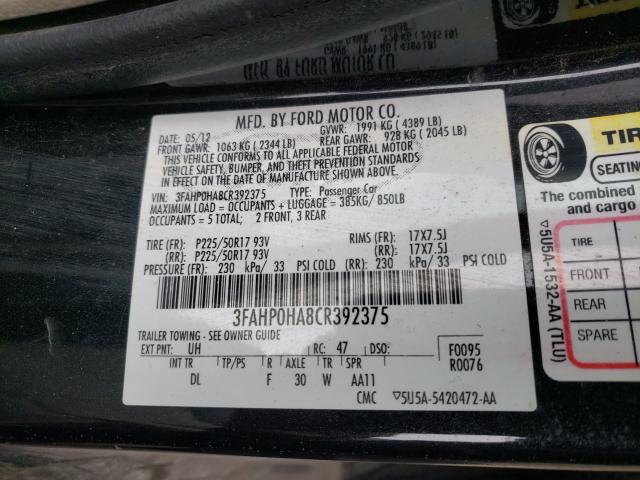 MFD. BY FORD MOTOR CO.
DATE: 05/12 GVWR: 1991 KG ( 4389 LB)
FRONT GAWR: 1063 KG ( 2344 LB) REAR GAWR: 928 KG ( 2045 LB)
THIS VEHICLE CONFORMS TO ALL APPLICABLE FEDERAL MOTOR
VEHICLE SAFETY, BUMPER, AND THEFT PREVENTION STANDARDS
IN EFFECT ON THE DATE OF MANUFACTURE SHOWN ABOVE.
VIN: 3FAHP0HA8CR392375 TYPE: Passenger Car
MAXIMUM LOAD = OCCUPANTS + LUGGAGE = 385KG/ 850LB
OCCUPANTS = 5 TOTAL: 2 FRONT, 3 REAR
TIRE (FR): P225/50R17 93V RIMS (FR): 17X7.5J
(RR): P225/50R17 93V (RR): 17X7.5J
PRESSURE (FR): 230 kPa/ 33 PSI COLD (RR): 230 kPa/ 33 PSI COLD
3FAHP0HA8CR392375
TRAILER TOWING - SEE OWNER GUIDE
EXT PNT: UH RC: 47 DSO: F0095
R0076
INT TR TP/PS R AXLE TR SPR
DL F 30 W AA11
CMC ▽5U5A-5420472-AA
▽5U5A-1532-AA (TLU)
TIR
SEATING
The combined
and cargo
TIRE
FRONT
REAR
SPARE